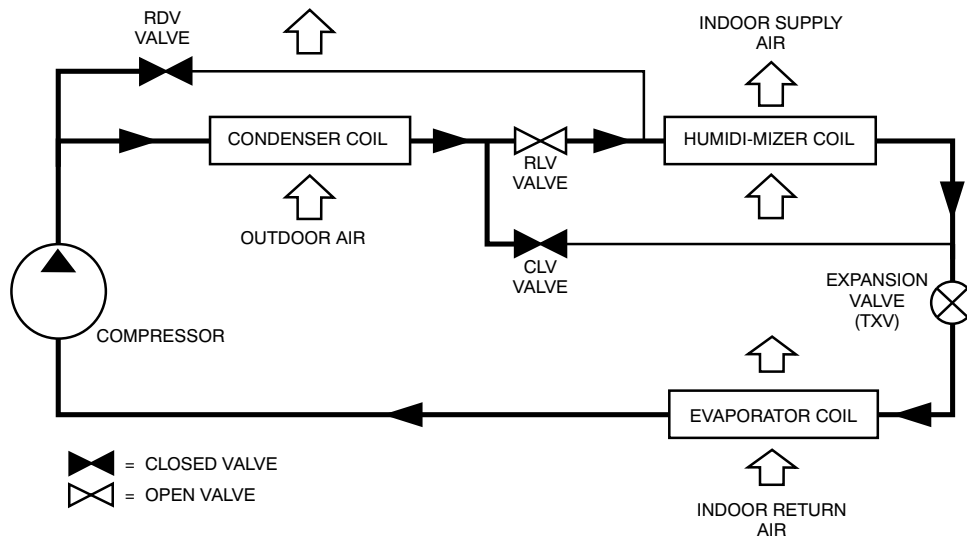 RDV
VALVE
INDOOR SUPPLY
AIR
CONDENSER COIL
HUMIDI-MIZER COIL
RLV
VALVE
OUTDOOR AIR
CLV
VALVE
EXPANSION
VALVE
(TXV)
COMPRESSOR
EVAPORATOR COIL
= CLOSED VALVE
= OPEN VALVE
INDOOR RETURN
AIR